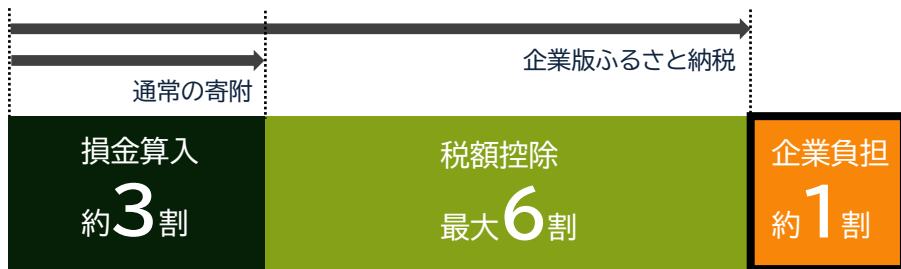 企業版ふるさと納税
通常の寄附
損金算入
約3割
税額控除
最大6割
企業負担
約1割